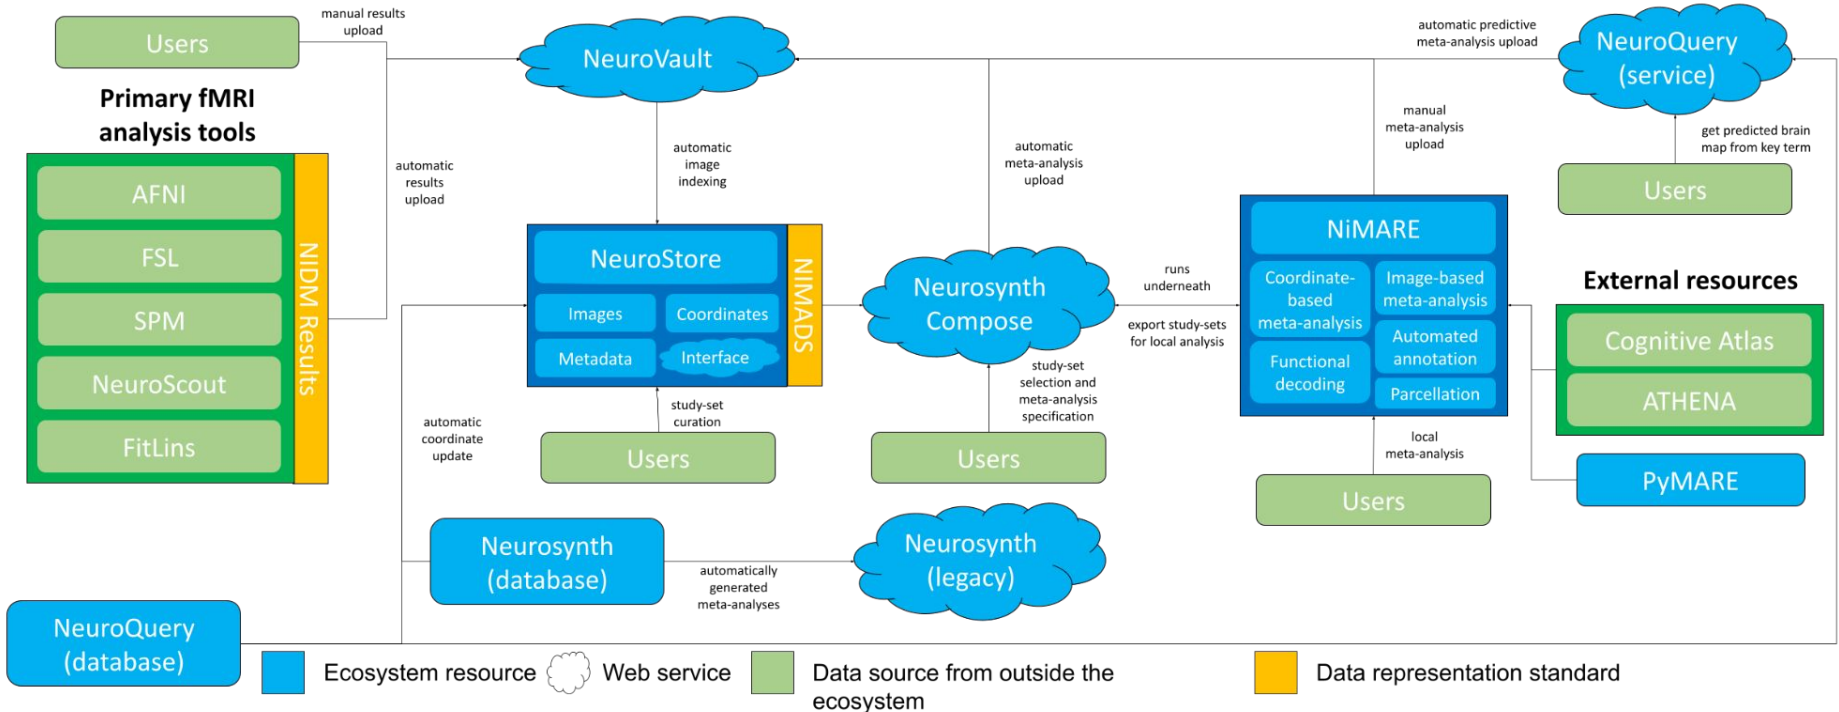 Users
manual results
upload
NeuroVault
automatic predictive
meta-analysis upload
NeuroQuery
(service)
Primary fMRI
analysis tools
AFNI
FSL
SPM
NeuroScout
FitLins
NIDM Results
automatic
results
upload
automatic
image
indexing
automatic
meta-analysis
upload
manual
meta-analysis
upload
get predicted brain
map from key term
Users
NeuroStore
Images
Coordinates
Metadata
Interface
NIMADS
Neurosynth
Compose
runs
underneath
export study-sets
for local analysis
NiMARE
Coordinate-
based
meta-analysis
Image-based
meta-analysis
Automated
annotation
Functional
decoding
Parcellation
External resources
Cognitive Atlas
ATHENA
PyMARE
automatic
coordinate
update
study-set
curation
Users
study-set
selection and
meta-analysis
specification
Users
local
meta-analysis
Users
Neurosynth
(database)
automatically
generated
meta-analyses
Neurosynth
(legacy)
NeuroQuery
(database)
Ecosystem resource
Web service
Data source from outside the
ecosystem
Data representation standard